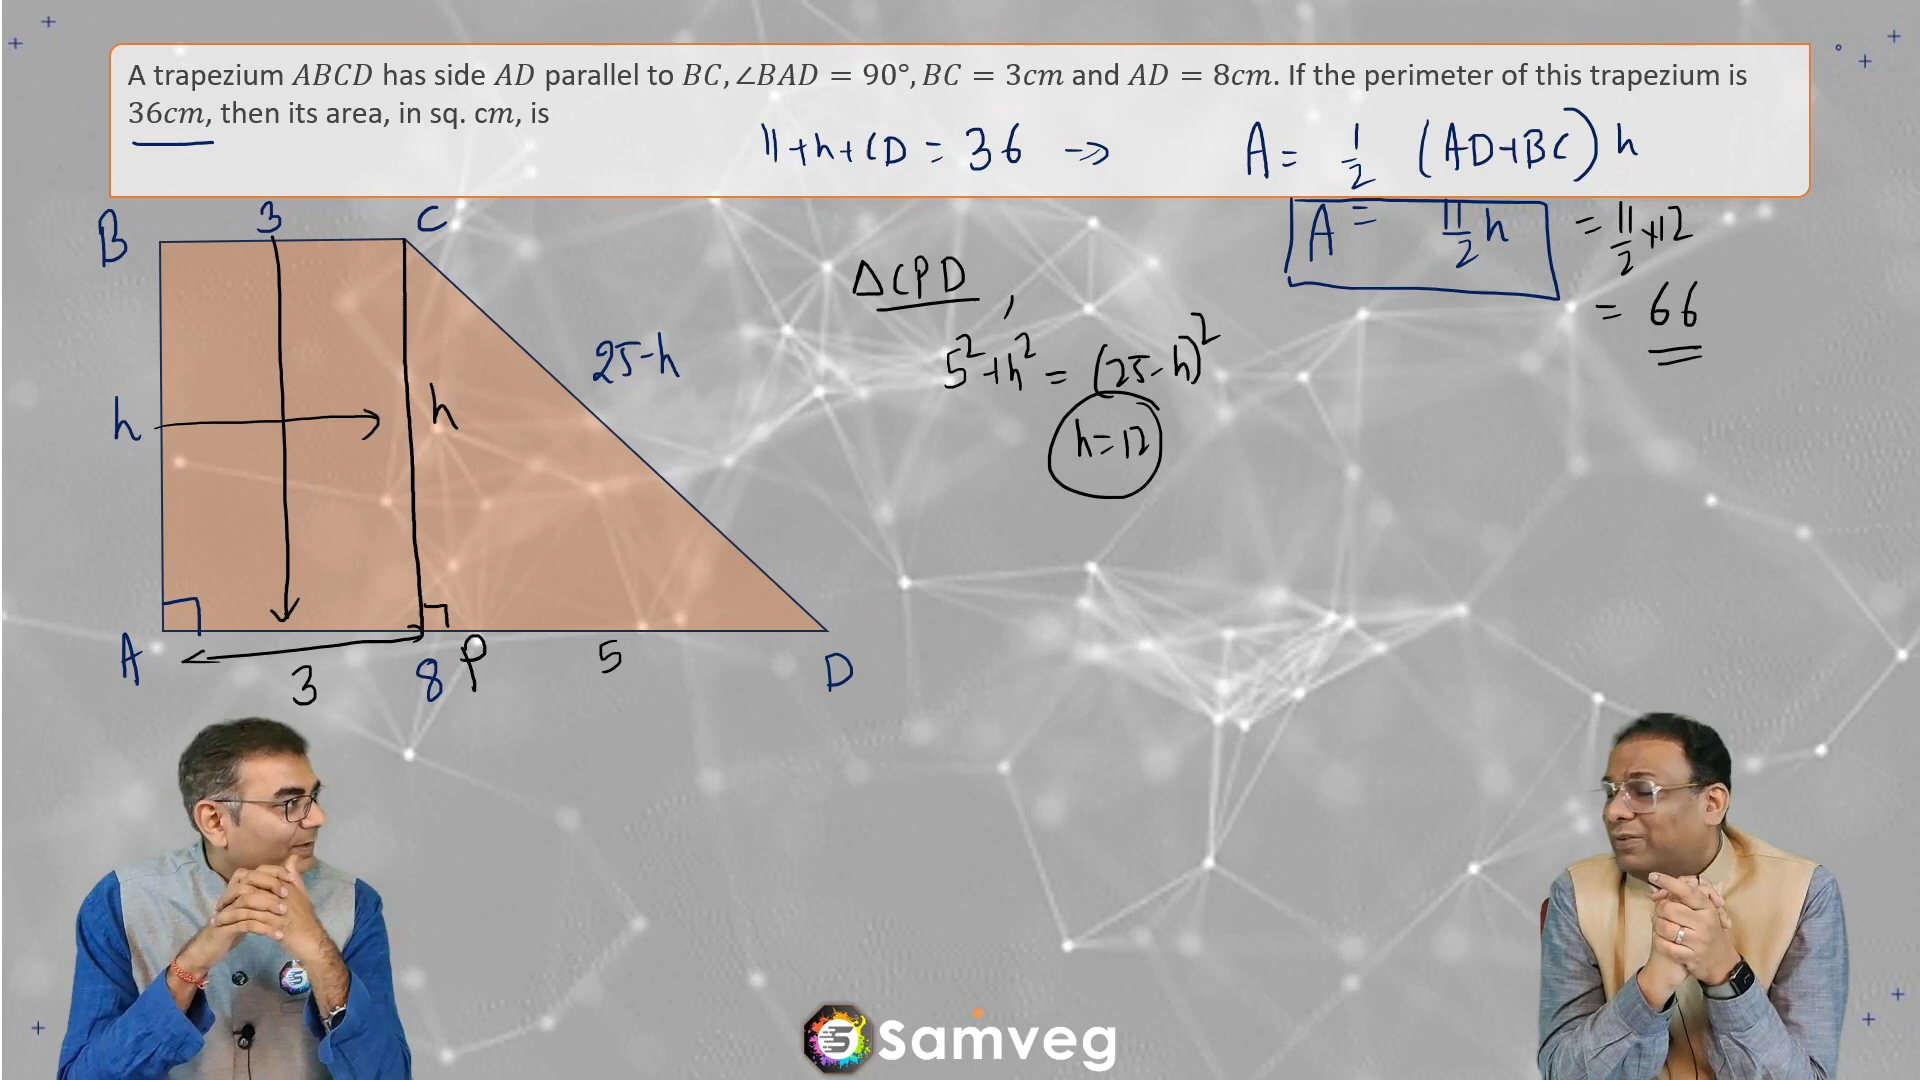 A trapezium ABCD has side AD parallel to BC, ∠BAD = 90°, BC = 3cm and AD = 8cm. If the perimeter of this trapezium is
36cm, then its area, in sq. cm, is
11+h+CD = 36 →
A = 1/2 (AD+BC) h
A = 11/2 h
= 11/2 × 12
= 66
B
3
C
ΔCPD,
5²+h² = (25-h)²
h=12
25-h
h
h
A
3
8
P
5
D
Samveg